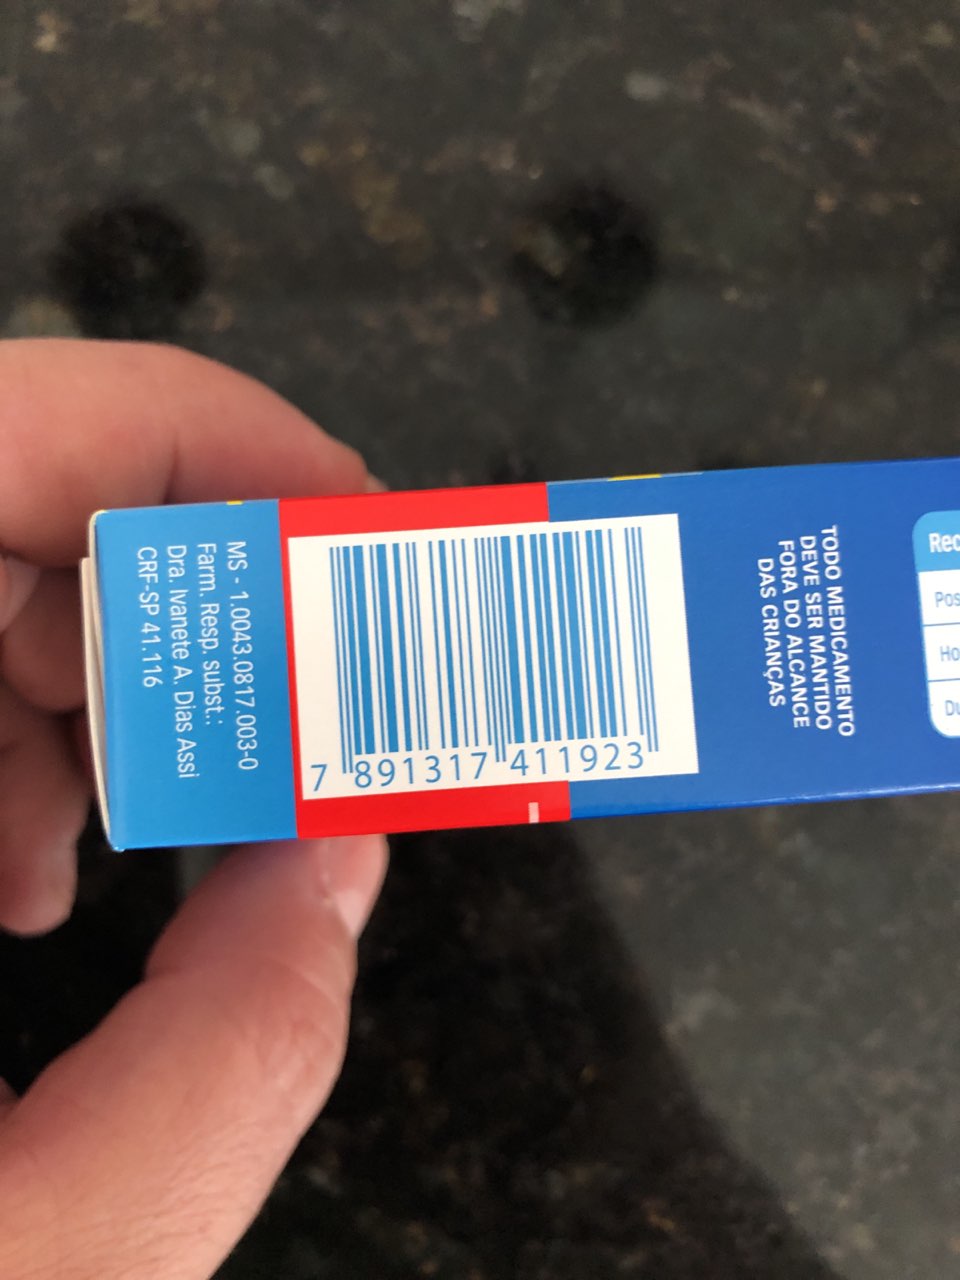 MS - 1.0043.0817.003-0
Farm. Resp. subst.:
Dra. Ivanete A. Dias Assi
CRF-SP 41.116
7 891317 411923
TODO MEDICAMENTO
DEVE SER MANTIDO
FORA DO ALCANCE
DAS CRIANÇAS